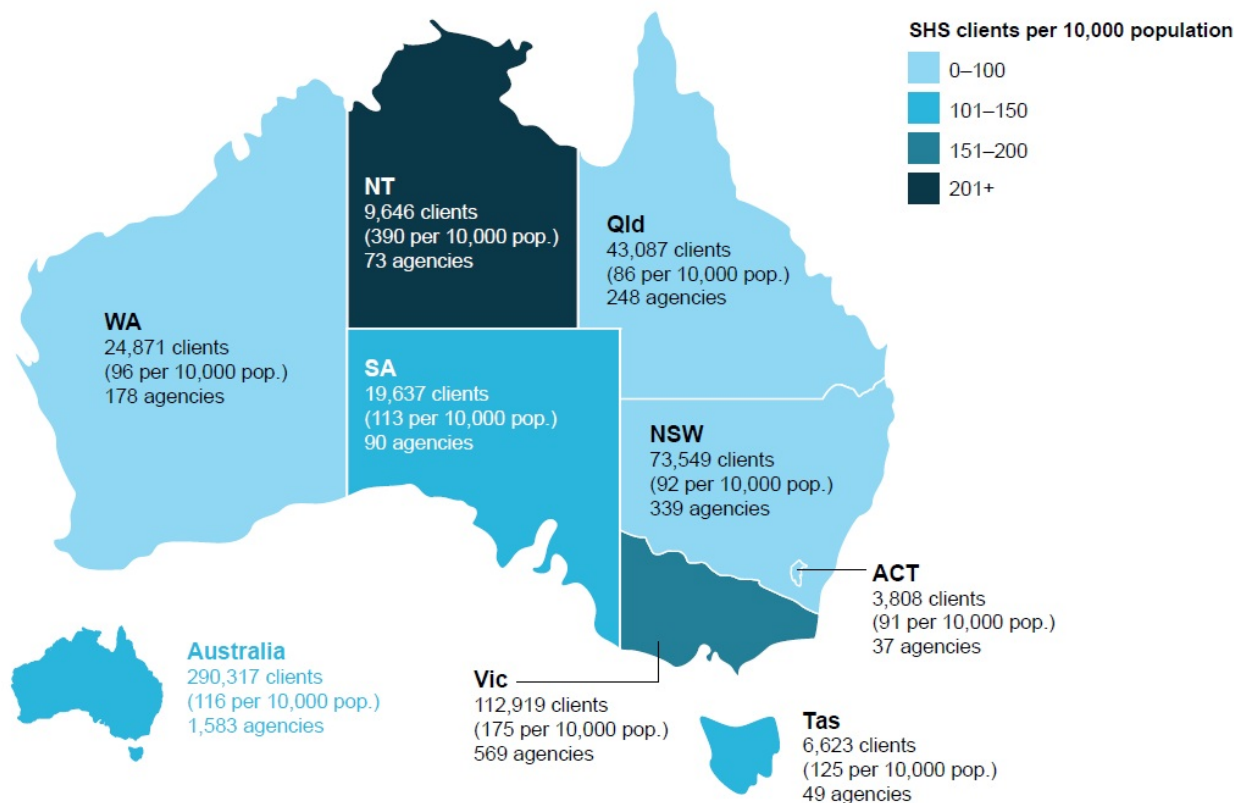 SHS clients per 10,000 population
0–100
101–150
151–200
201+
NT
9,646 clients
(390 per 10,000 pop.)
73 agencies
Qld
43,087 clients
(86 per 10,000 pop.)
248 agencies
WA
24,871 clients
(96 per 10,000 pop.)
178 agencies
SA
19,637 clients
(113 per 10,000 pop.)
90 agencies
NSW
73,549 clients
(92 per 10,000 pop.)
339 agencies
ACT
3,808 clients
(91 per 10,000 pop.)
37 agencies
Australia
290,317 clients
(116 per 10,000 pop.)
1,583 agencies
Vic
112,919 clients
(175 per 10,000 pop.)
569 agencies
Tas
6,623 clients
(125 per 10,000 pop.)
49 agencies